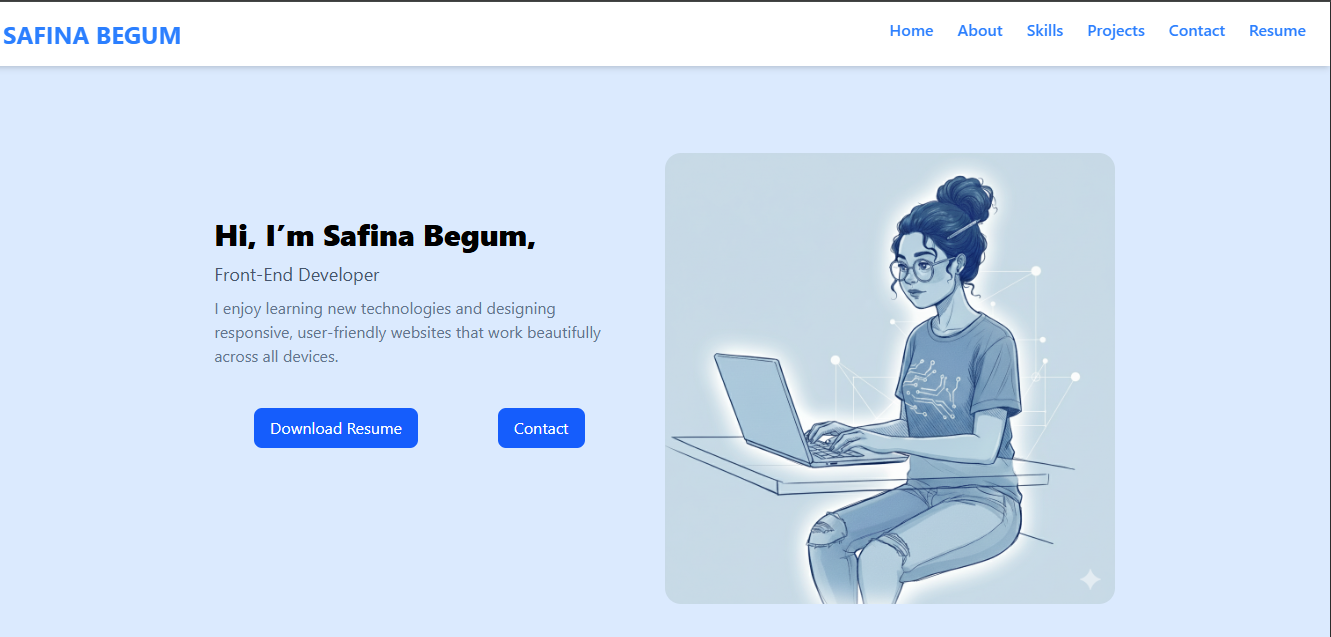 SAFINA BEGUM
Home About Skills Projects Contact Resume
Hi, I’m Safina Begum,
Front-End Developer
I enjoy learning new technologies and designing
responsive, user-friendly websites that work beautifully
across all devices.
Download Resume Contact